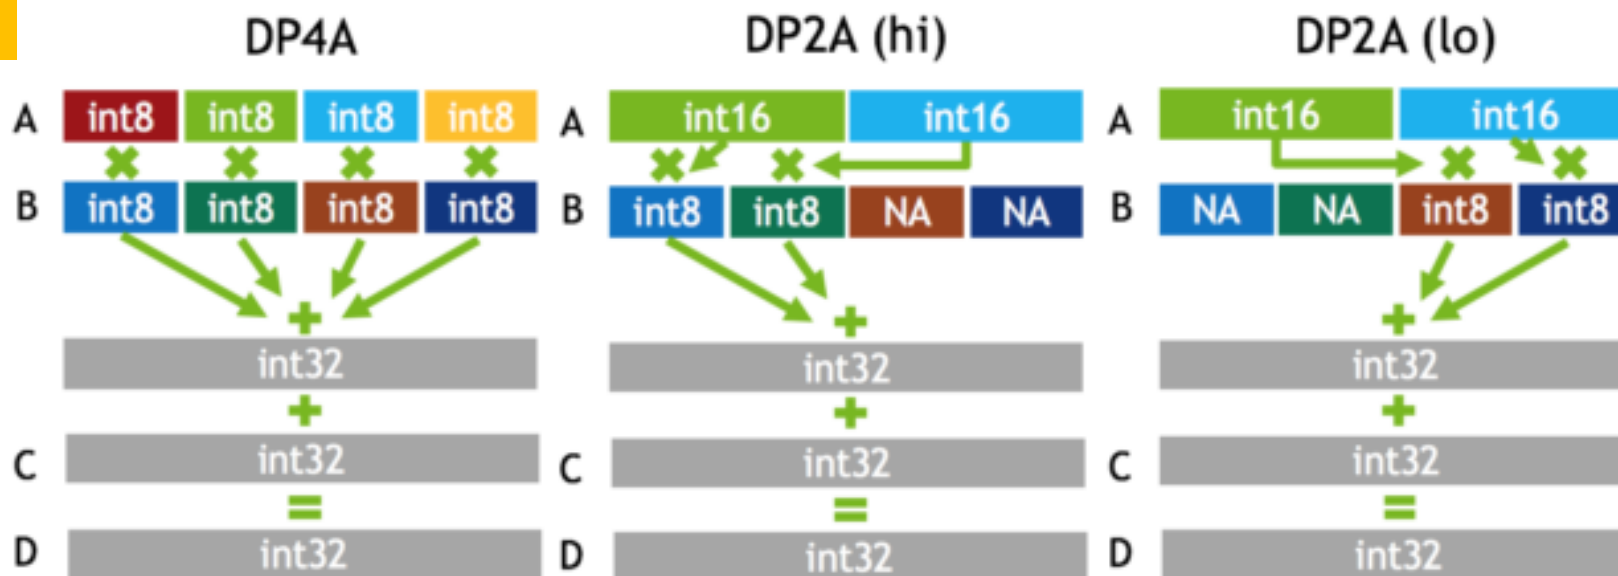 DP4A DP2A (hi) DP2A (lo)
A int8 int8 int8 int8 A int16 int16 A int16 int16
B int8 int8 int8 int8 B int8 int8 NA NA B NA NA int8 int8
int32 int32 int32
C int32 C int32 C int32
D int32 D int32 D int32